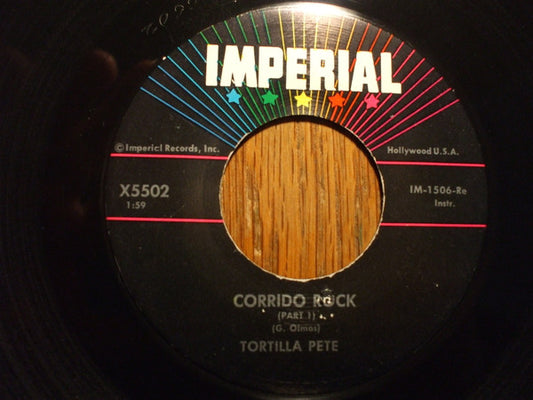 IMPERIAL
© Imperial Records, Inc.
Hollywood U.S.A.
X5502
1:59
IM-1506-Re
Instr.
CORRIDO ROCK
(PART 1)
(G. Olmos)
TORTILLA PETE